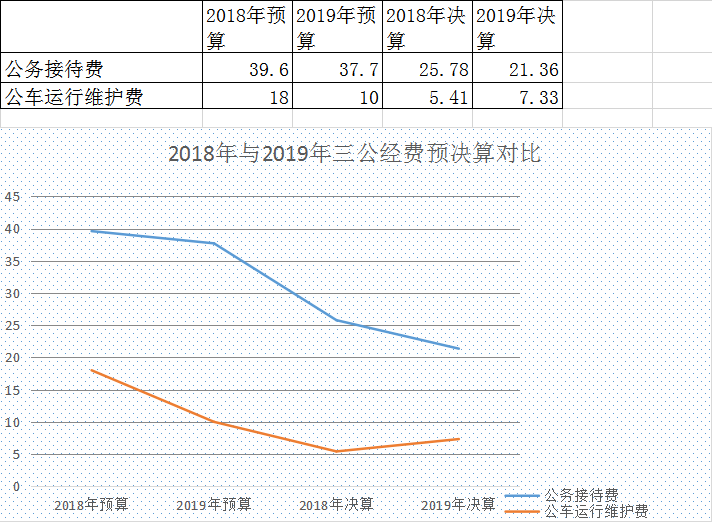 2018年预算 2019年预算 2018年决算 2019年决算
公务接待费 39.6 37.7 25.78 21.36
公车运行维护费 18 10 5.41 7.33
2018年与2019年三公经费预决算对比
45
40
35
30
25
20
15
10
5
0
2018年预算 2019年预算 2018年决算 2019年决算
公务接待费
公车运行维护费